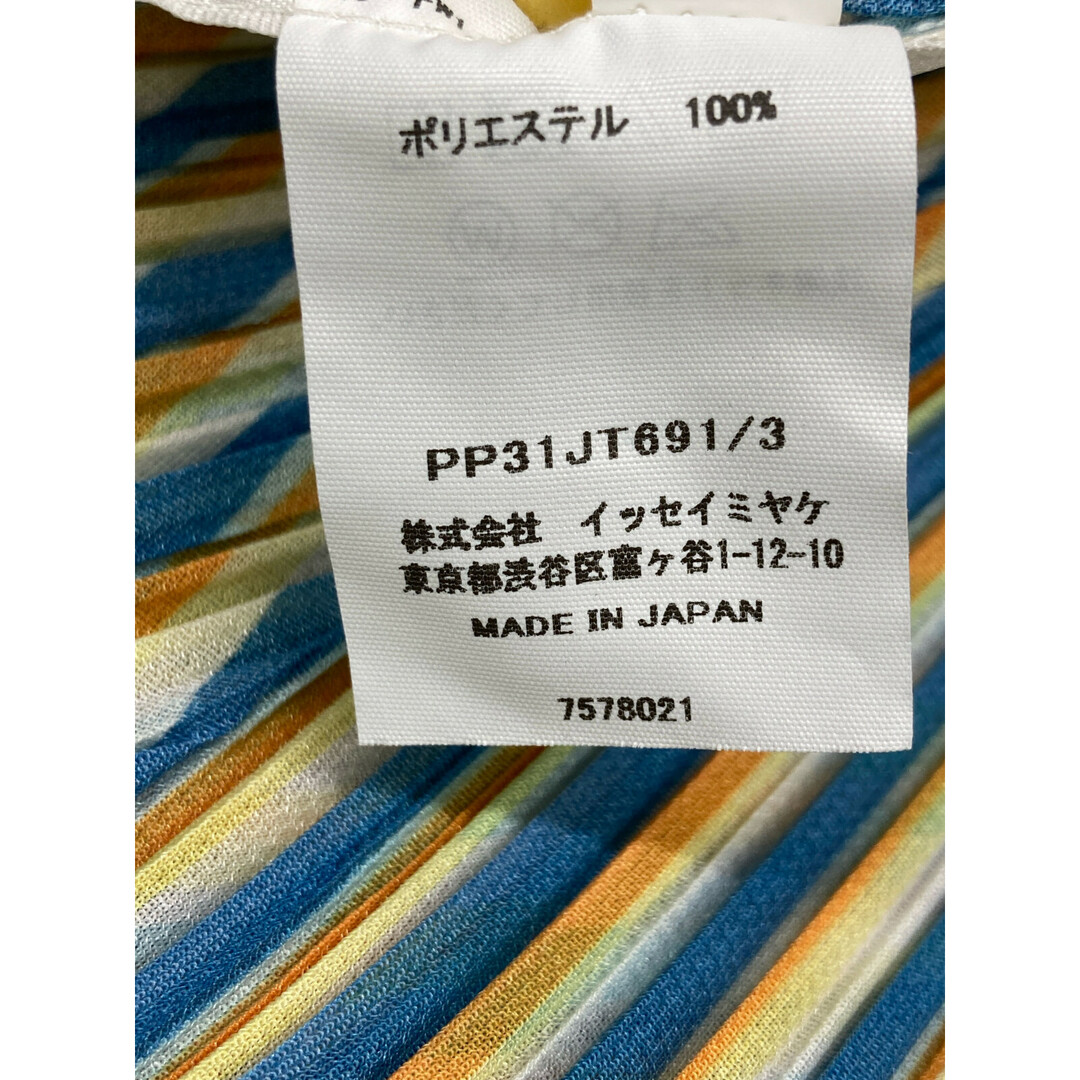 ポリエステル 100%
PP31JT691/3
株式会社 イッセイミヤケ
東京都渋谷区富ヶ谷1-12-10
MADE IN JAPAN
7578021